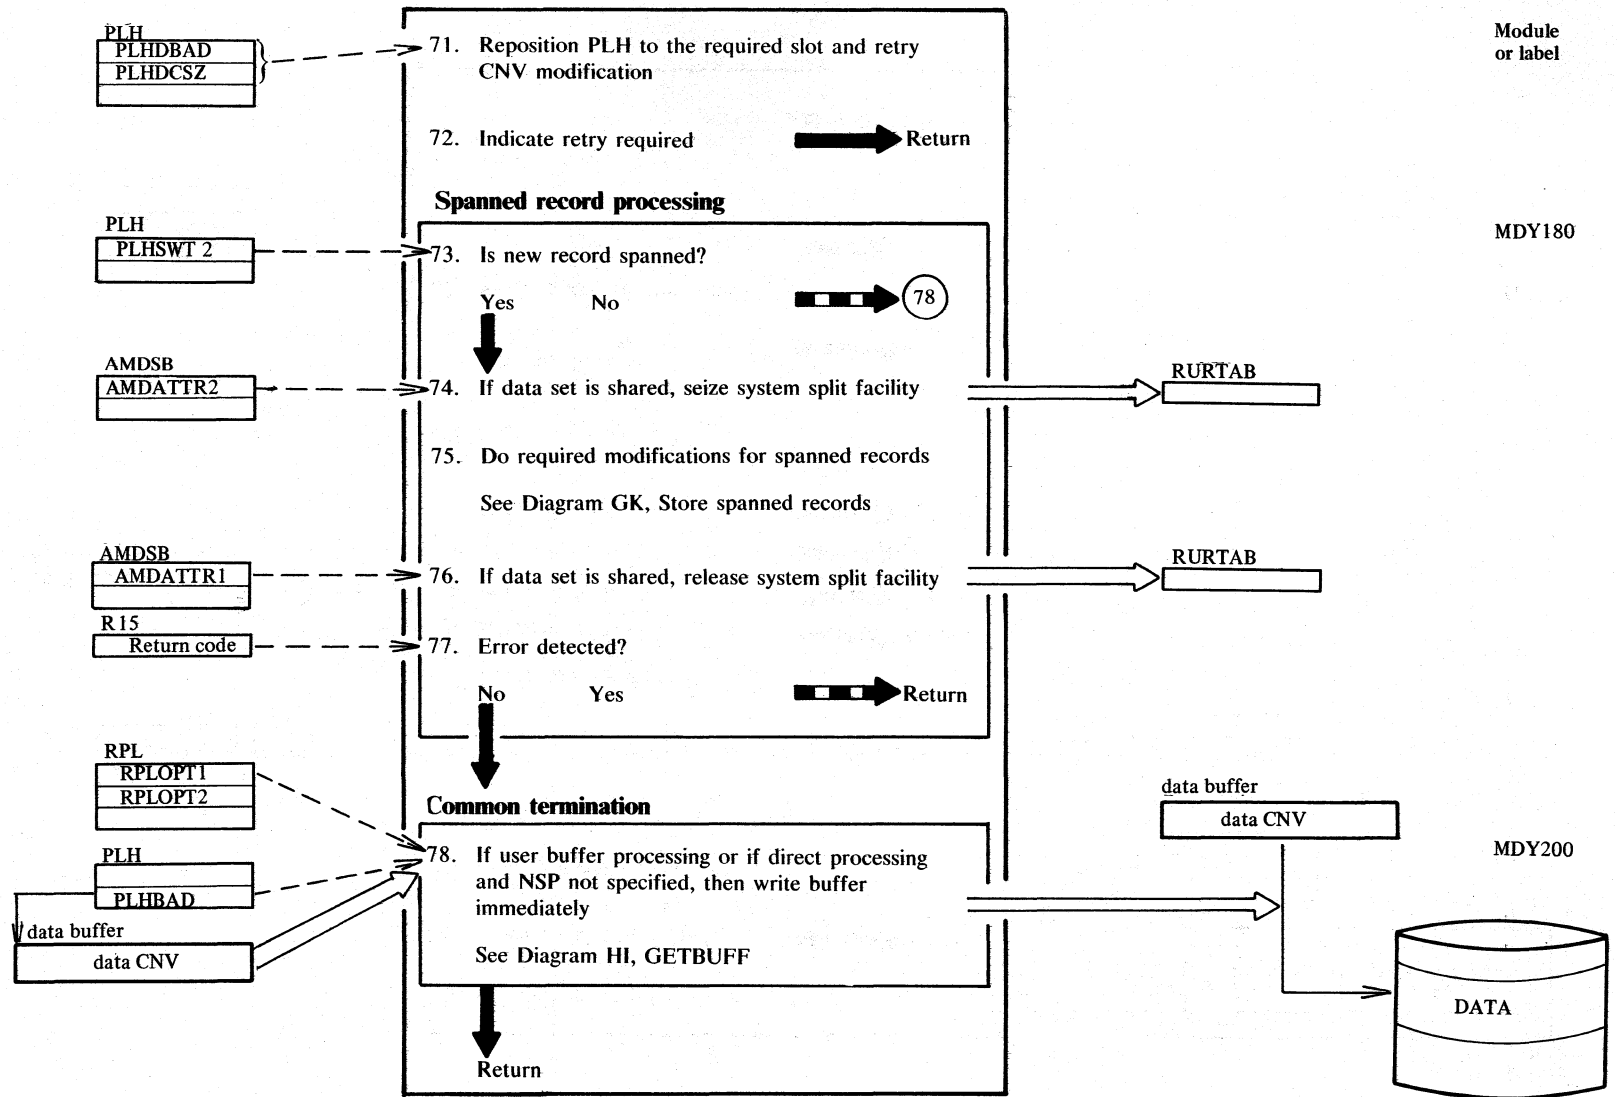 PLH
PLHDBAD
PLHDCSZ
71. Reposition PLH to the required slot and retry
CNV modification
Module
or label
72. Indicate retry required
Return
Spanned record processing
PLH
PLHSWT 2
73. Is new record spanned?
MDY180
Yes No
78
AMDSB
AMDATTR2
74. If data set is shared, seize system split facility
RURTAB
75. Do required modifications for spanned records
See Diagram GK, Store spanned records
AMDSB
AMDATTR1
76. If data set is shared, release system split facility
RURTAB
R15
Return code
77. Error detected?
No Yes
Return
RPL
RPLOPT1
RPLOPT2
Common termination
data buffer
data CNV
PLH
PLHBAD
78. If user buffer processing or if direct processing
and NSP not specified, then write buffer
immediately
MDY200
data buffer
data CNV
See Diagram HI, GETBUFF
DATA
Return